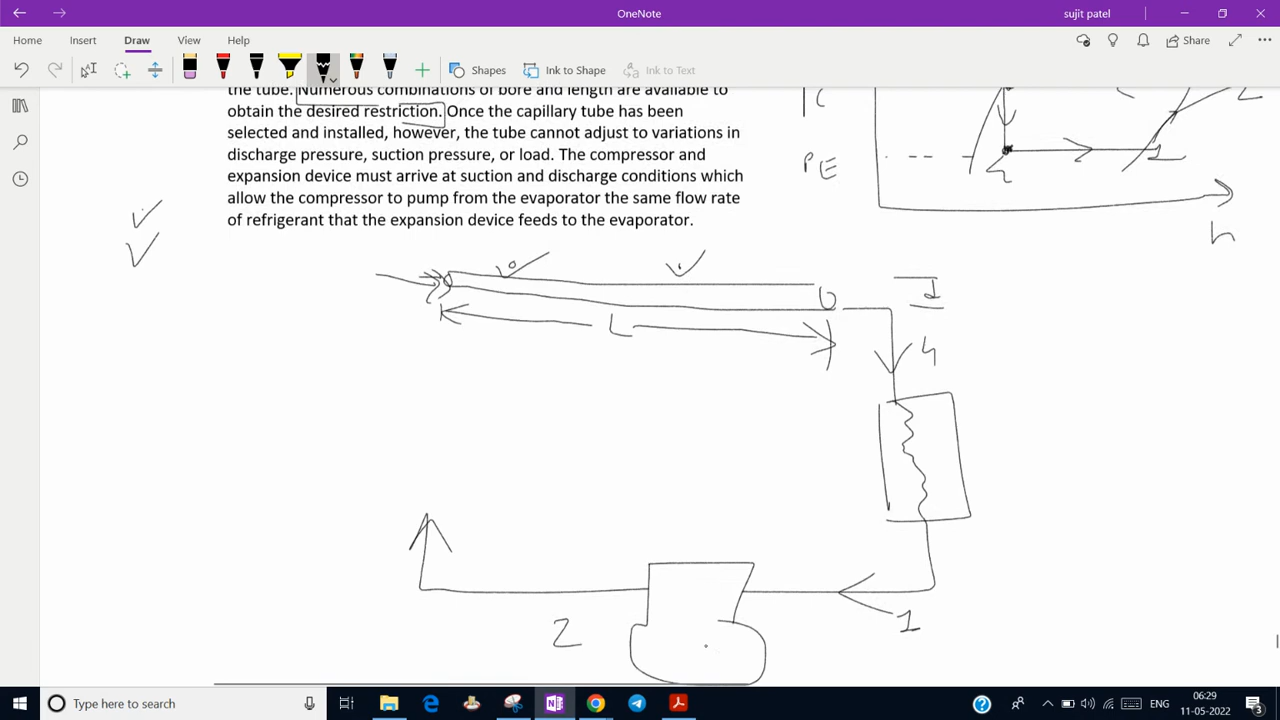 OneNote
sujit patel
Home Insert Draw View Help
Share
Shapes Ink to Shape Ink to Text
the tube. Numerous combinations of bore and length are available to
obtain the desired restriction. Once the capillary tube has been
selected and installed, however, the tube cannot adjust to variations in
discharge pressure, suction pressure, or load. The compressor and
expansion device must arrive at suction and discharge conditions which
allow the compressor to pump from the evaporator the same flow rate
of refrigerant that the expansion device feeds to the evaporator.
2
PE
4
1
h
d
L
4
1
2
Type here to search
ENG
06:29
11-05-2022
3